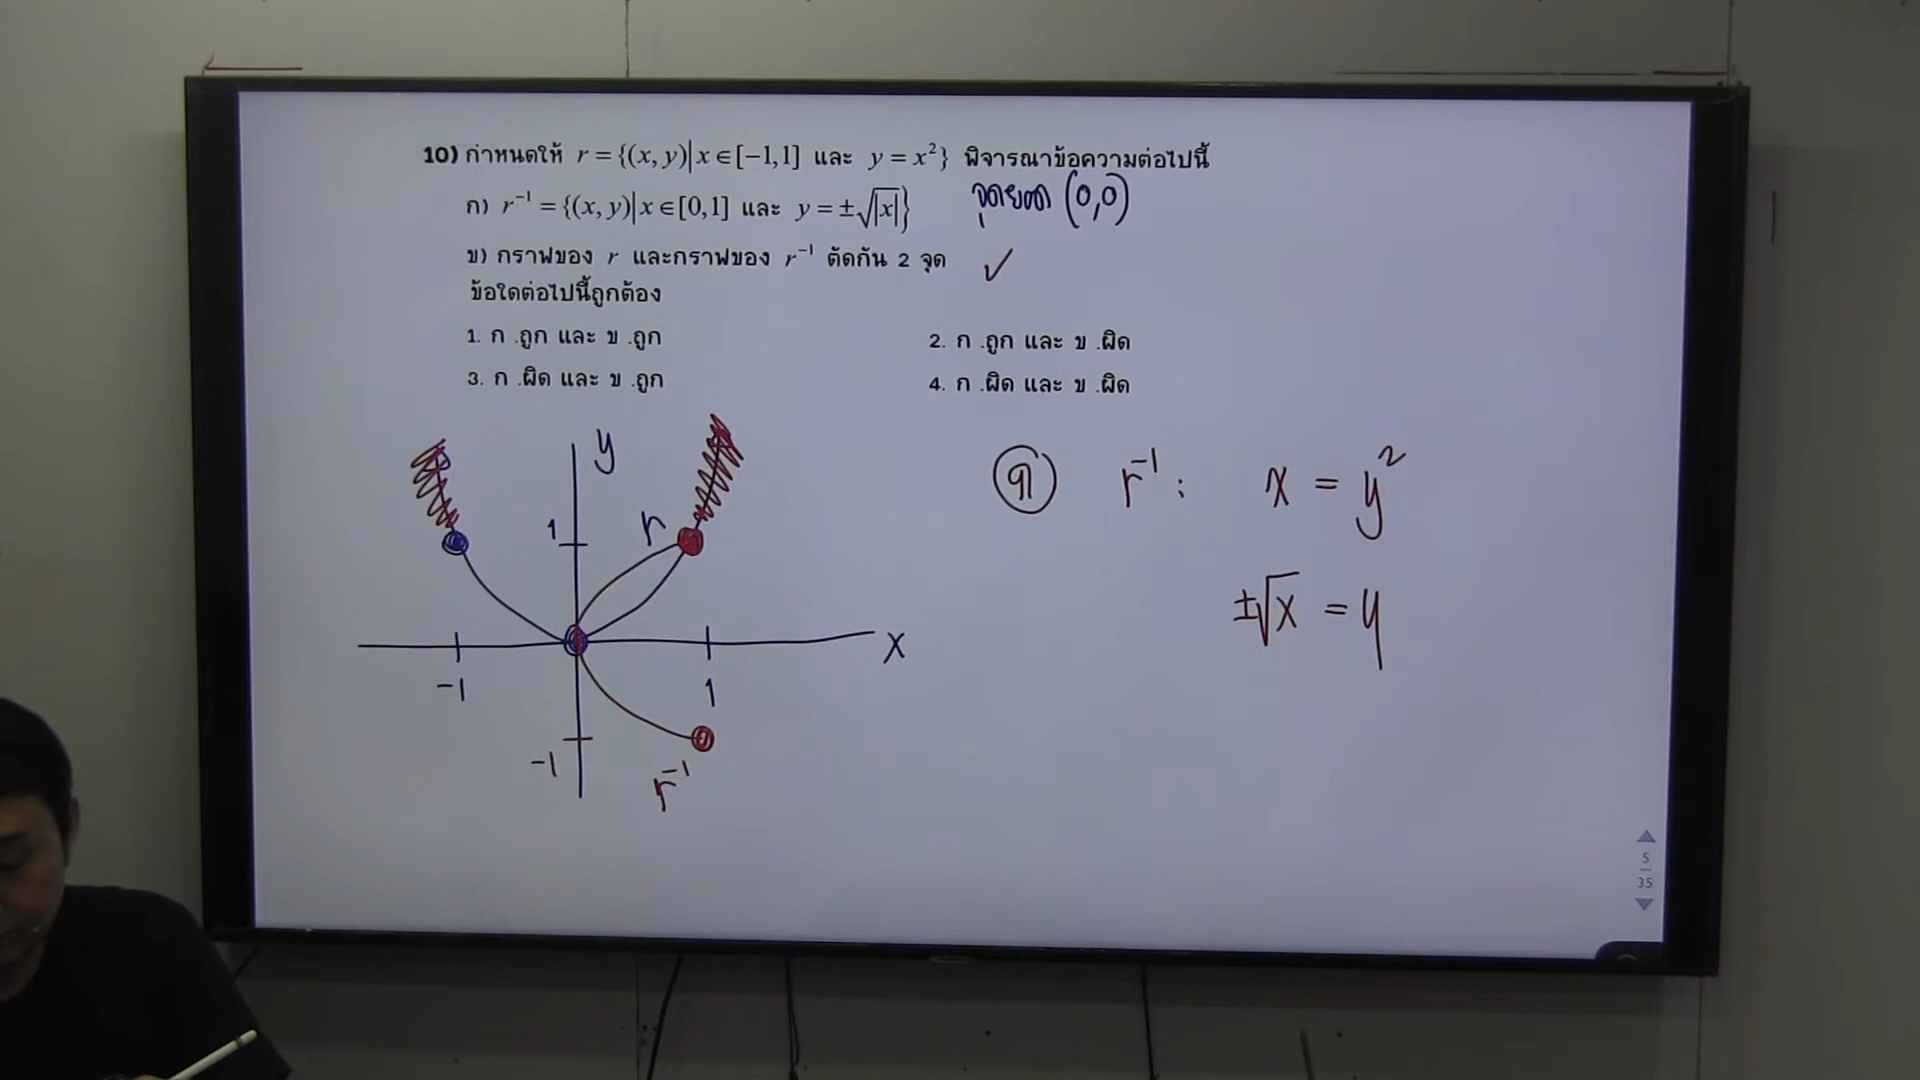 10) กำหนดให้ r = {(x, y)| x ∈ [−1,1] และ y = x²} พิจารณาข้อความต่อไปนี้
ก) r⁻¹ = {(x, y)| x ∈ [0,1] และ y = ±√|x|}
จุดยอด (0,0)
ข) กราฟของ r และกราฟของ r⁻¹ ตัดกัน 2 จุด ✓
ข้อใดต่อไปนี้ถูกต้อง
1. ก .ถูก และ ข .ถูก
2. ก .ถูก และ ข .ผิด
3. ก .ผิด และ ข .ถูก
4. ก .ผิด และ ข .ผิด
y
1
r
x
-1
1
-1
r⁻¹
ก r⁻¹ : x = y²
±√x = y
5
35